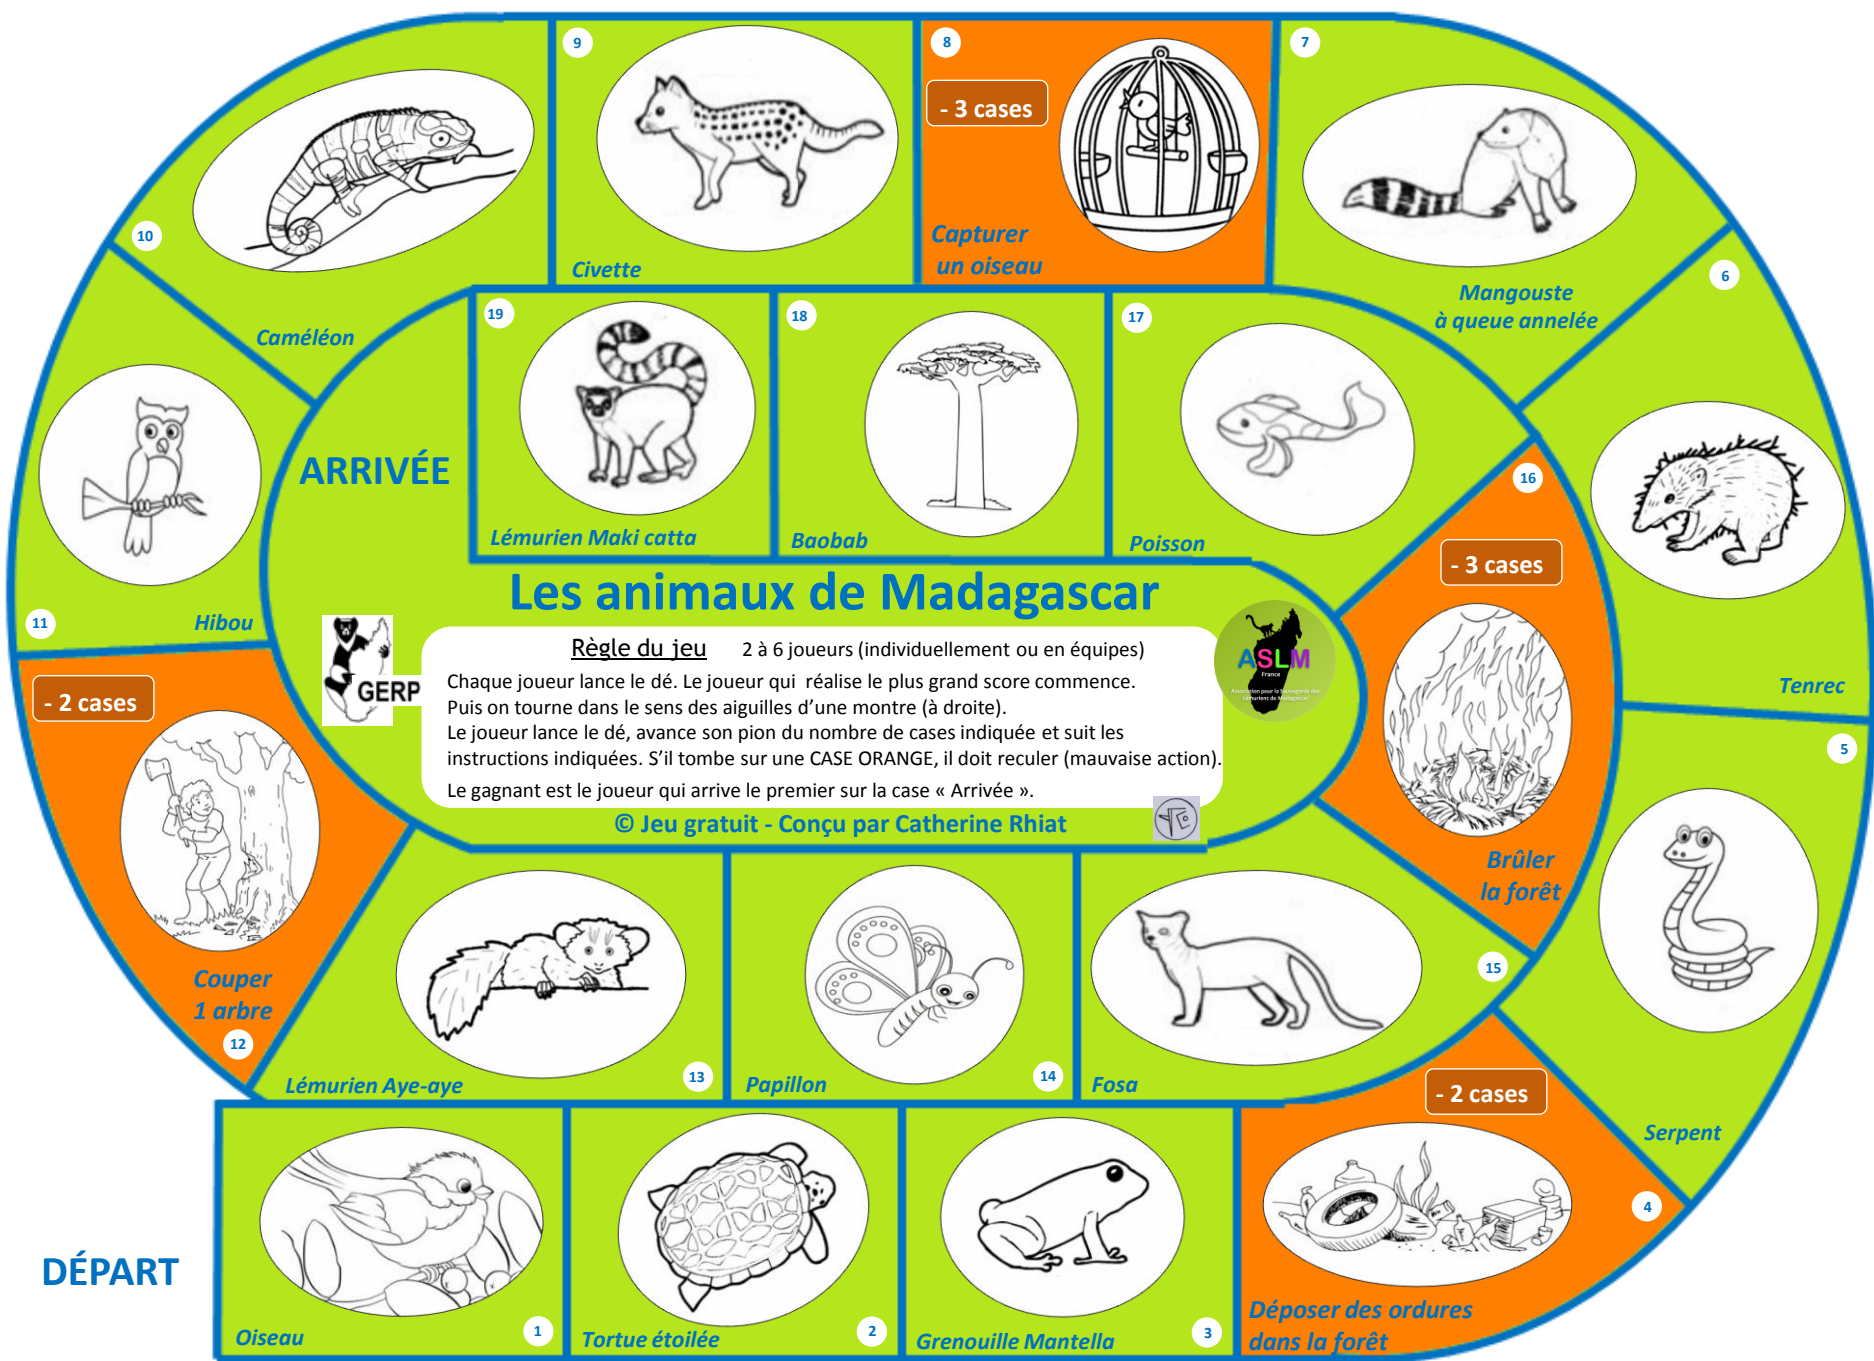 9
8
7
- 3 cases
10
Capturer
un oiseau
Civette
6
Mangouste
à queue annelée
Caméléon
19
18
17
ARRIVÉE
16
Lémurien Maki catta
Baobab
Poisson
- 3 cases
Les animaux de Madagascar
11
Hibou
GERP
Règle du jeu 2 à 6 joueurs (individuellement ou en équipes)
Chaque joueur lance le dé. Le joueur qui réalise le plus grand score commence.
Puis on tourne dans le sens des aiguilles d'une montre (à droite).
Le joueur lance le dé, avance son pion du nombre de cases indiquée et suit les
instructions indiquées. S'il tombe sur une CASE ORANGE, il doit reculer (mauvaise action).
Le gagnant est le joueur qui arrive le premier sur la case « Arrivée ».
© Jeu gratuit - Conçu par Catherine Rhiat
ASLM
France
Association pour la Sauvegarde des
Lémuriens de Madagascar
Tenrec
- 2 cases
5
Brûler
la forêt
Couper
1 arbre
12
15
Lémurien Aye-aye
13
Papillon
14
Fosa
- 2 cases
Serpent
4
DÉPART
Oiseau
1
Tortue étoilée
2
Grenouille Mantella
3
Déposer des ordures
dans la forêt